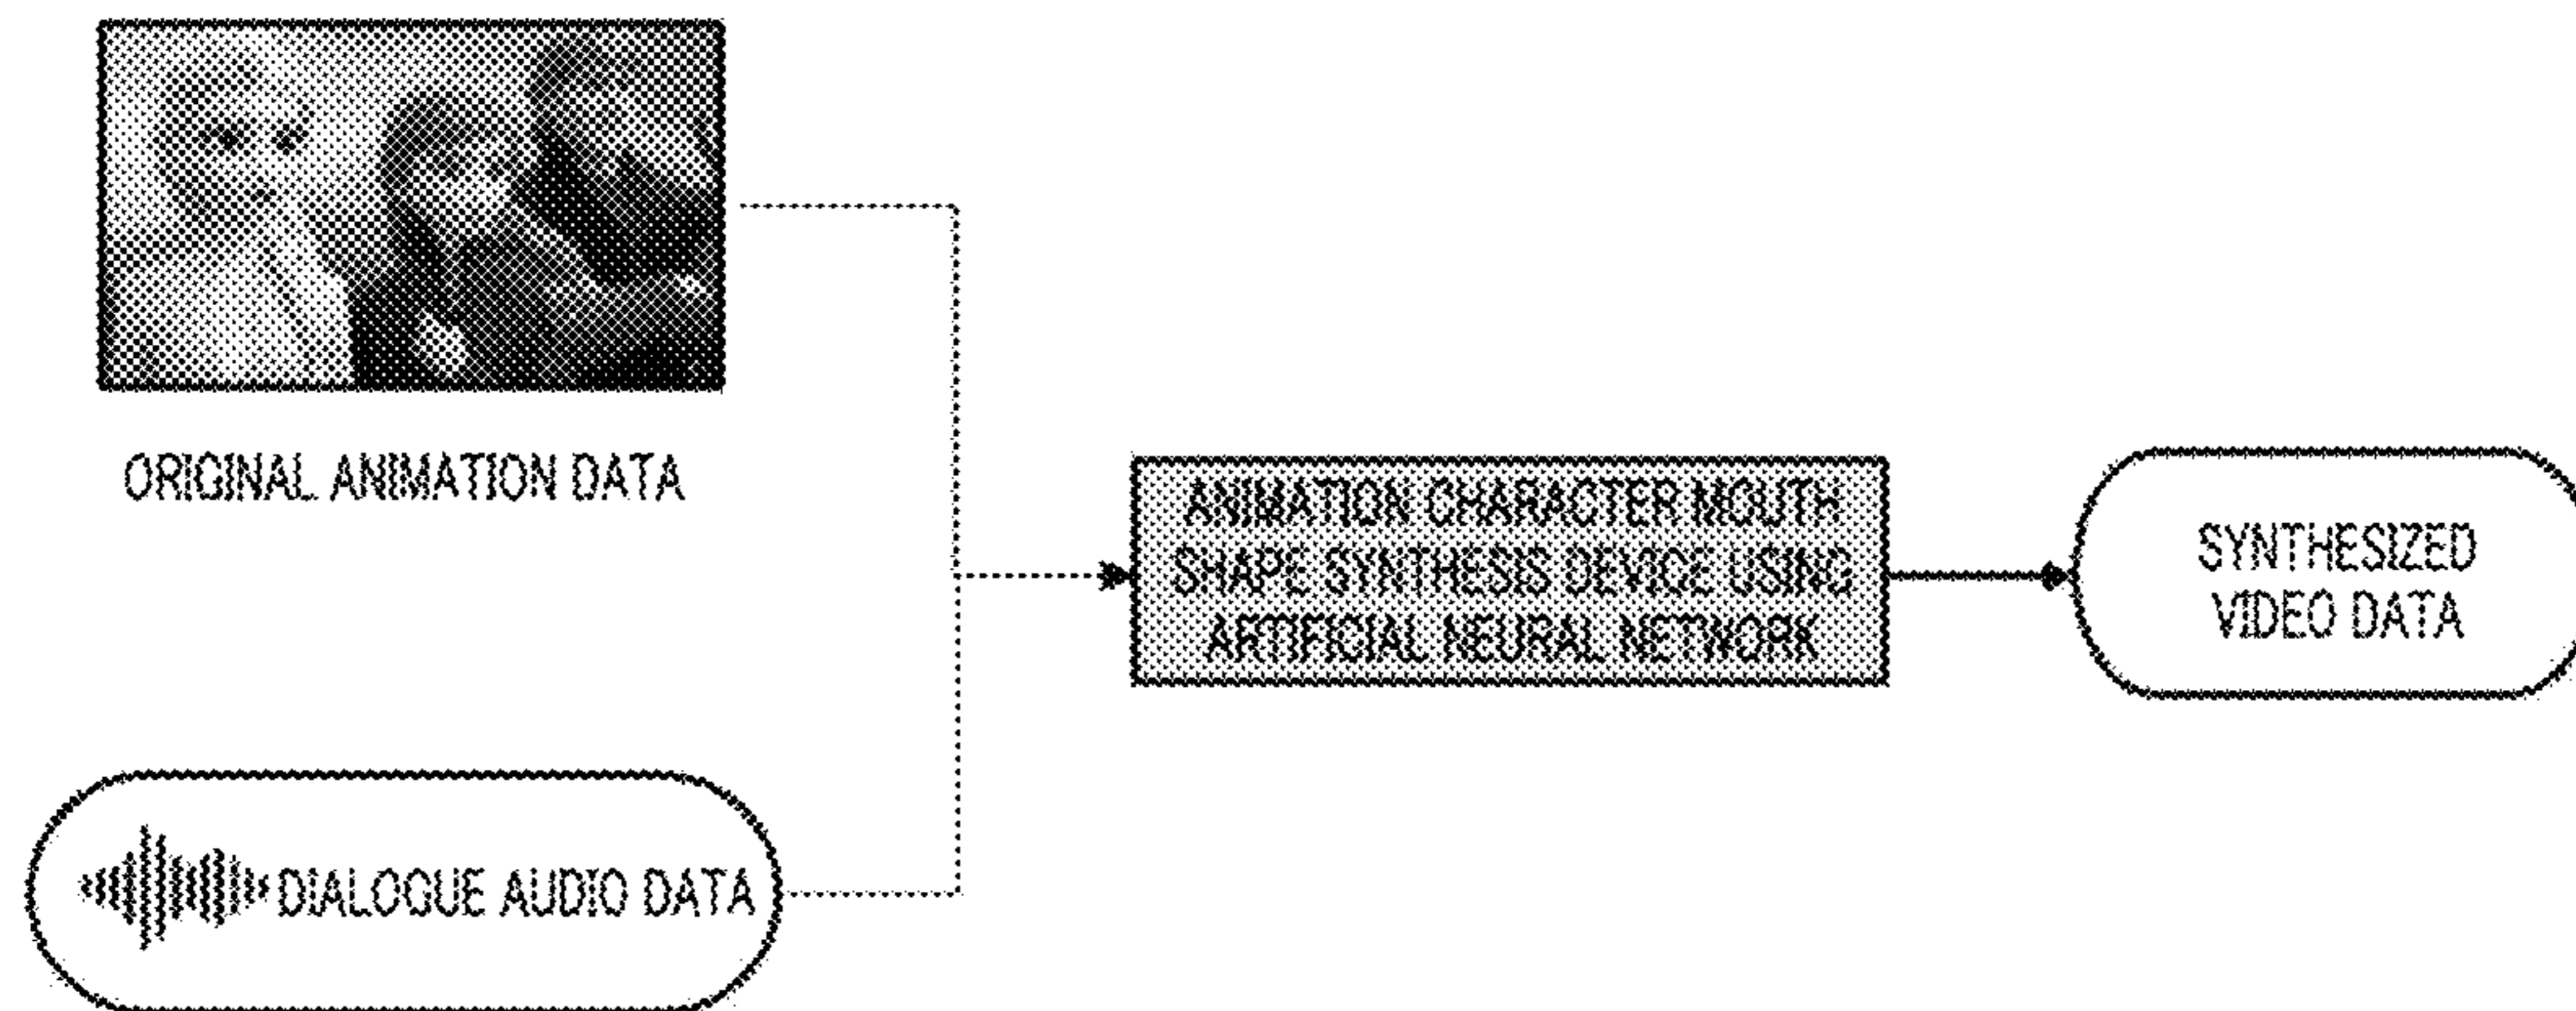 ORIGINAL ANIMATION DATA
ANIMATION CHARACTER MOUTH
SHAPE SYNTHESIS DEVICE USING
ARTIFICIAL NEURAL NETWORK
SYNTHESIZED
VIDEO DATA
DIALOGUE AUDIO DATA